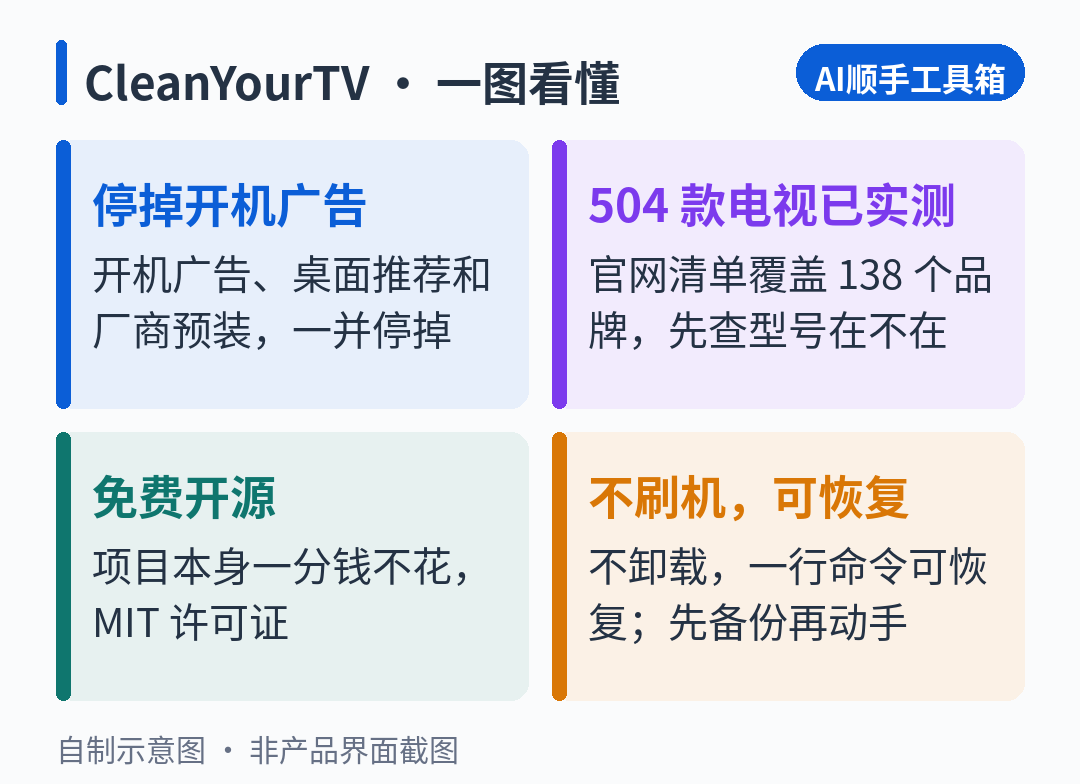 CleanYourTV · 一图看懂
AI顺手工具箱
停掉开机广告
开机广告、桌面推荐和
厂商预装，一并停掉
504 款电视已实测
官网清单覆盖 138 个品
牌，先查型号在不在
免费开源
项目本身一分钱不花，
MIT 许可证
不刷机，可恢复
不卸载，一行命令可恢
复；先备份再动手
自制示意图 · 非产品界面截图